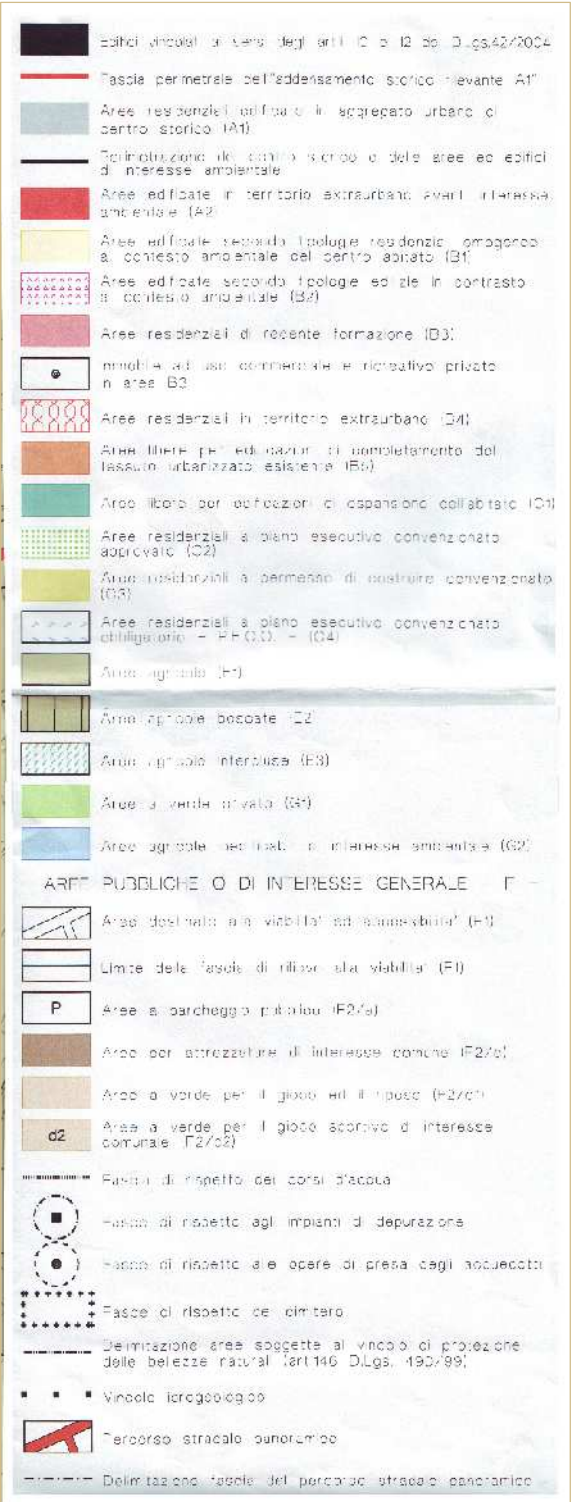 Edifici vincolati ai sensi degli artt. 10 e 12 del D.Lgs.42/2004
Fascia perimetrale dell'"addensamento storico rilevante A1"
Aree residenziali edificate in aggregato urbano di
centro storico (A1)
Perimetrazione del centro storico e delle aree ed edifici
di interesse ambientale
Aree edificate in territorio extraurbano aventi interesse
ambientale (A2)
Aree edificate secondo tipologie residenziali omogenee
al contesto ambientale del centro abitato (B1)
Aree edificate secondo tipologie edilizie in contrasto
al contesto ambientale (B2)
Aree residenziali di recente formazione (B3)
@
Immobile ad uso commerciale e ricreativo privato
in area B3
Aree residenziali in territorio extraurbano (B4)
Aree libere per edificazioni di completamento del
tessuto urbanizzato esistente (B5)
Aree libere per edificazioni di espansione dell'abitato (C1)
Aree residenziali a piano esecutivo convenzionato
approvato (C2)
Aree residenziali a permesso di costruire convenzionato
(C3)
Aree residenziali a piano esecutivo convenzionato
obbligatorio - P.E.C.O. - (C4)
Aree agricole (E1)
Aree agricole boscate (E2
Aree agricole intercluse (E3)
Aree a verde privato (G1)
Aree agricole inedificabili di interesse ambientale (G2)
AREE PUBBLICHE O DI INTERESSE GENERALE - F -
Aree destinate alla viabilita' ed accessibilita' (F1)
Limite della fascia di rilievo alla viabilita' (F1)
P
Aree a parcheggio pubblico (F2/a)
Aree per attrezzature di interesse comune (F2/c)
Aree a verde per il gioco ed il riposo (F2/d1)
d2
Aree a verde per il gioco sportivo di interesse
comunale (F2/d2)
Fascia di rispetto dei corsi d'acqua
Fasce di rispetto agli impianti di depurazione
Fasce di rispetto alle opere di presa degli acquedotti
Fasce di rispetto del cimitero
Delimitazione aree soggette al vincolo di protezione
delle bellezze naturali (art.146 D.Lgs. 490/99)
Vincolo idrogeologico
Percorso stradale panoramico
Delimitazione fascia del percorso stradale panoramico